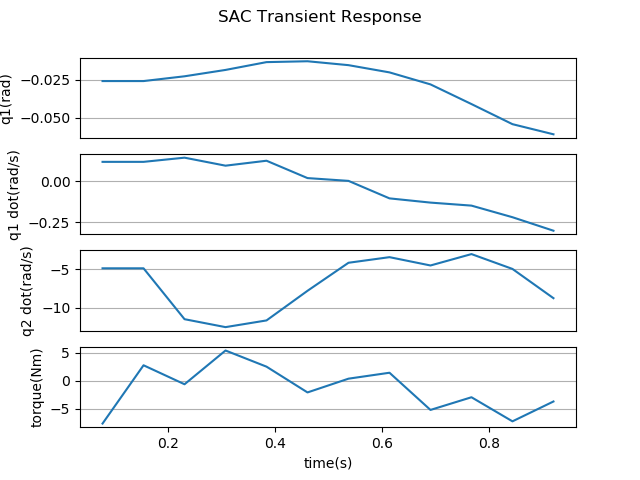 SAC Transient Response
q1(rad)
−0.025
−0.050
q1 dot(rad/s)
0.00
−0.25
q2 dot(rad/s)
−5
−10
torque(Nm)
5
0
−5
0.2 0.4 0.6 0.8
time(s)